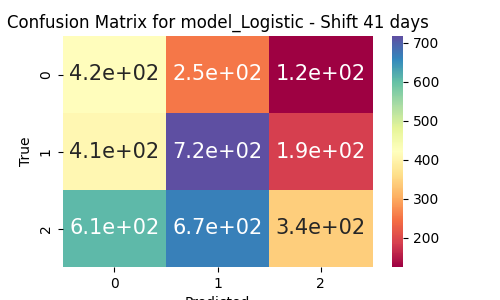 Confusion Matrix for model_Logistic - Shift 41 days
4.2e+02 2.5e+02 1.2e+02
4.1e+02 7.2e+02 1.9e+02
6.1e+02 6.7e+02 3.4e+02
0
1
2
True
0 1 2
Predicted
700
600
500
400
300
200